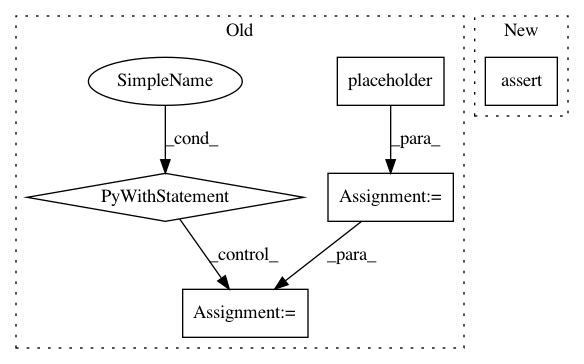 Old
New
SimpleName
placeholder
assert
_cond_
_para_
PyWithStatement
Assignment:=
_control_
_para_
Assignment:=